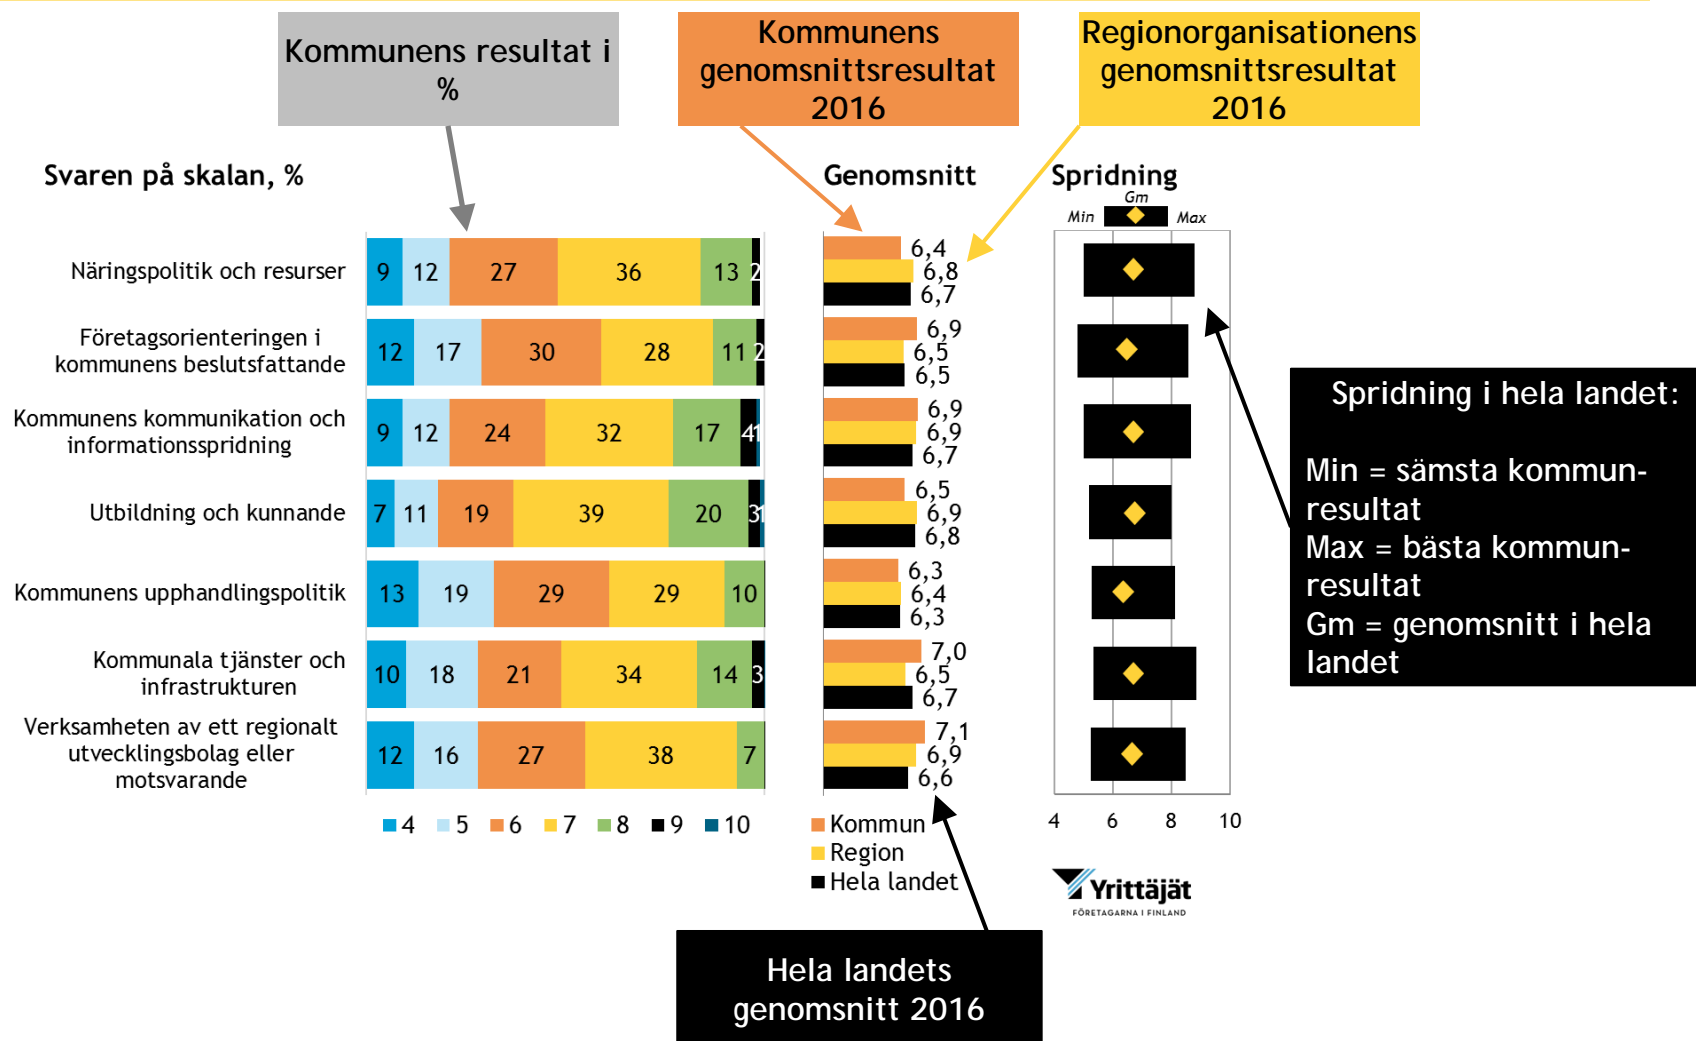 Kommunens resultat i
%
Kommunens
genomsnittsresultat
2016
Regionorganisationens
genomsnittsresultat
2016
Svaren på skalan, %
Genomsnitt
Spridning
Gm
Min
Max
Näringspolitik och resurser
9 12 27 36 13 2
6,4
6,8
6,7
Företagsorienteringen i
kommunens beslutsfattande
12 17 30 28 11 2
6,9
6,5
6,5
Kommunens kommunikation och
informationsspridning
9 12 24 32 17 4 1
6,9
6,9
6,7
Utbildning och kunnande
7 11 19 39 20 3 1
6,5
6,9
6,8
Kommunens upphandlingspolitik
13 19 29 29 10
6,3
6,4
6,3
Kommunala tjänster och
infrastrukturen
10 18 21 34 14 3
7,0
6,5
6,7
Verksamheten av ett regionalt
utvecklingsbolag eller
motsvarande
12 16 27 38 7
7,1
6,9
6,6
4 5 6 7 8 9 10
Kommun
Region
Hela landet
4 6 8 10
Spridning i hela landet:
Min = sämsta kommun-
resultat
Max = bästa kommun-
resultat
Gm = genomsnitt i hela
landet
Yrittäjät
FÖRETAGARNA I FINLAND
Hela landets
genomsnitt 2016